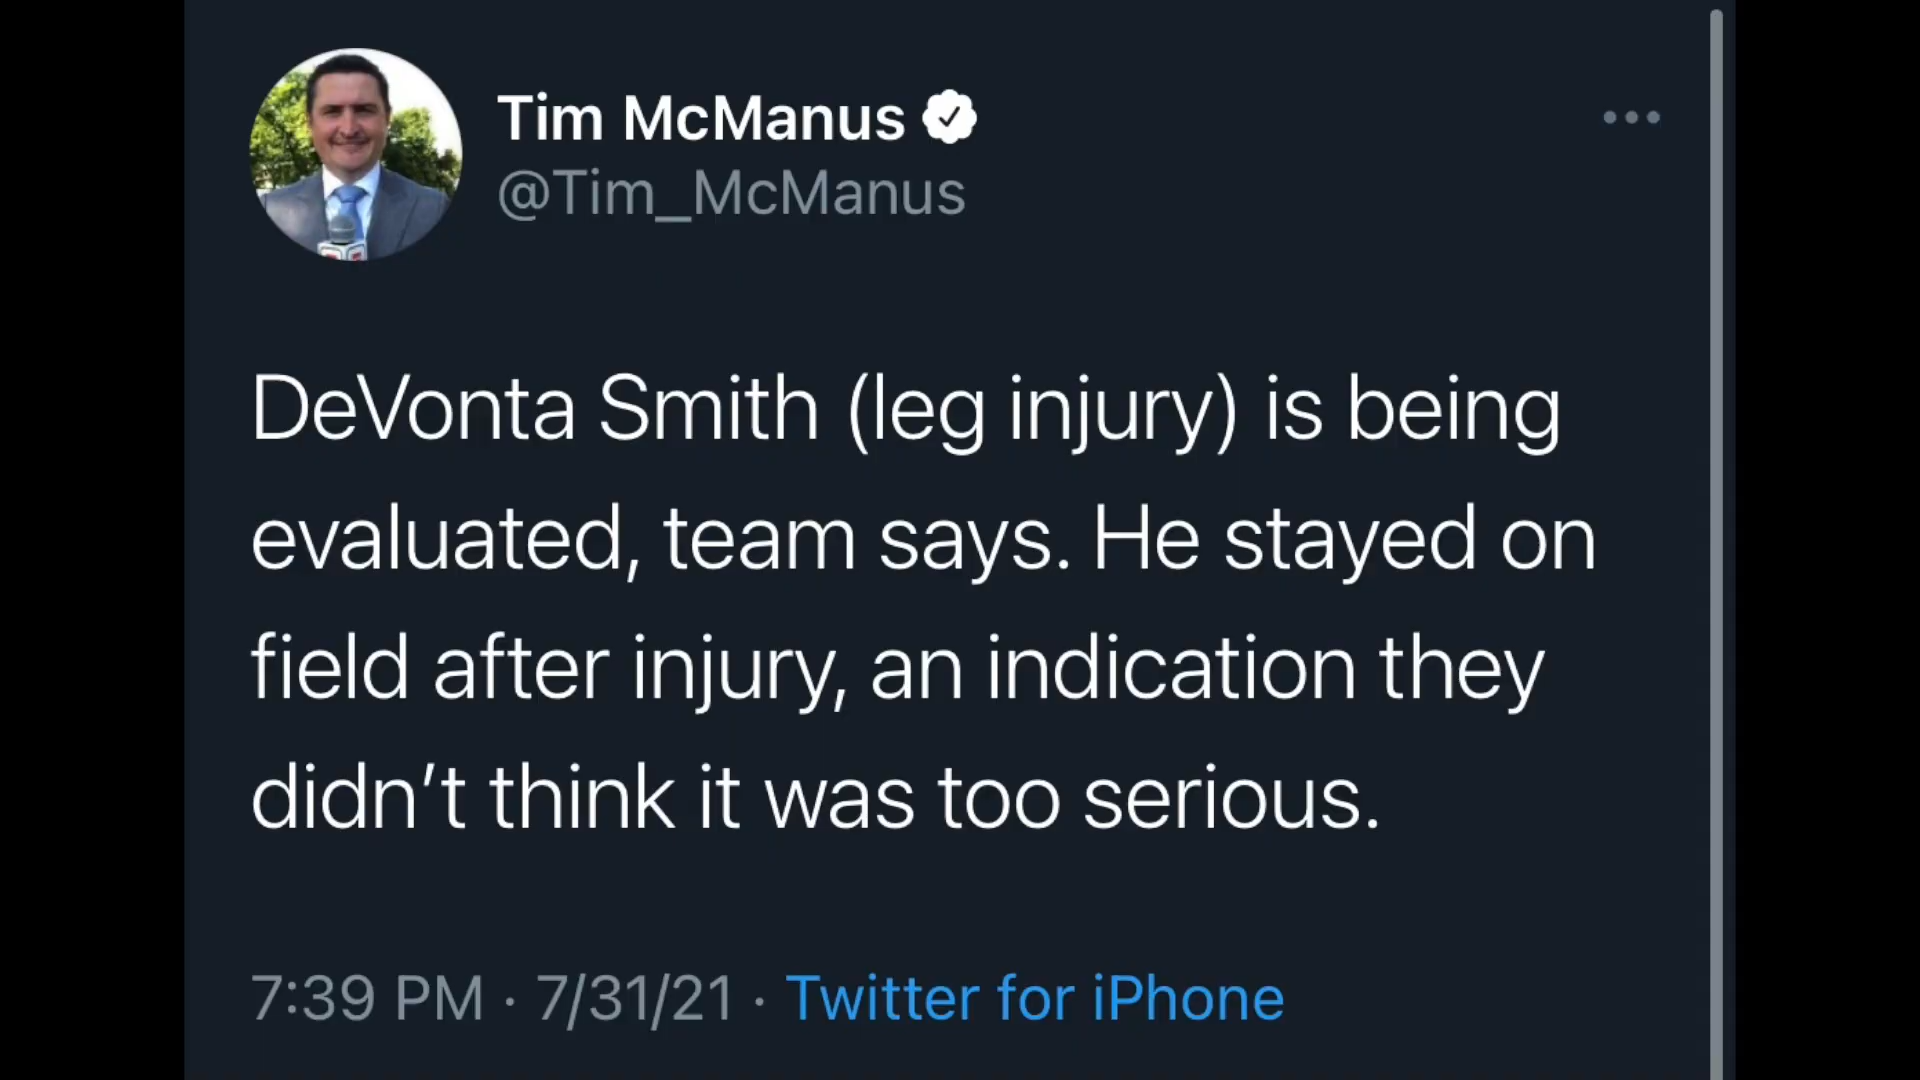 Tim McManus
@Tim_McManus
DeVonta Smith (leg injury) is being
evaluated, team says. He stayed on
field after injury, an indication they
didn’t think it was too serious.
7:39 PM · 7/31/21 · Twitter for iPhone